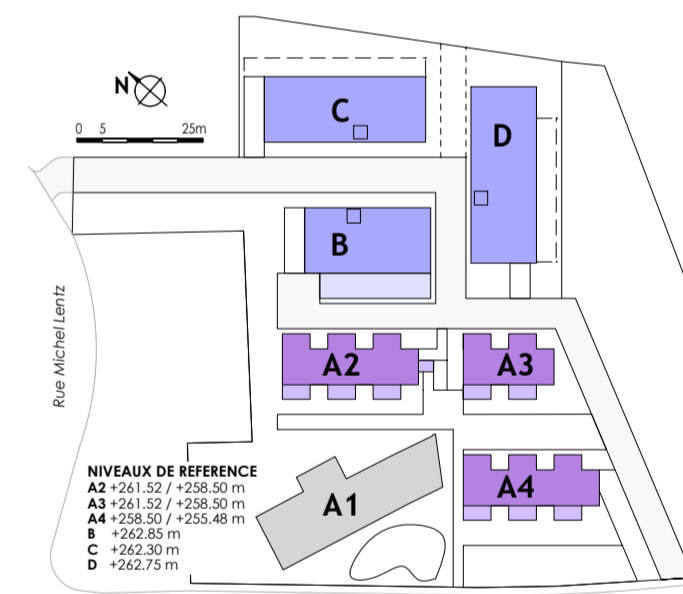 N
0 5 25m
C
D
B
Rue Michel Lentz
A2
A3
A1
A4
NIVEAUX DE REFERENCE
A2 +261.52 / +258.50 m
A3 +261.52 / +258.50 m
A4 +258.50 / +255.48 m
B +262.85 m
C +262.30 m
D +262.75 m